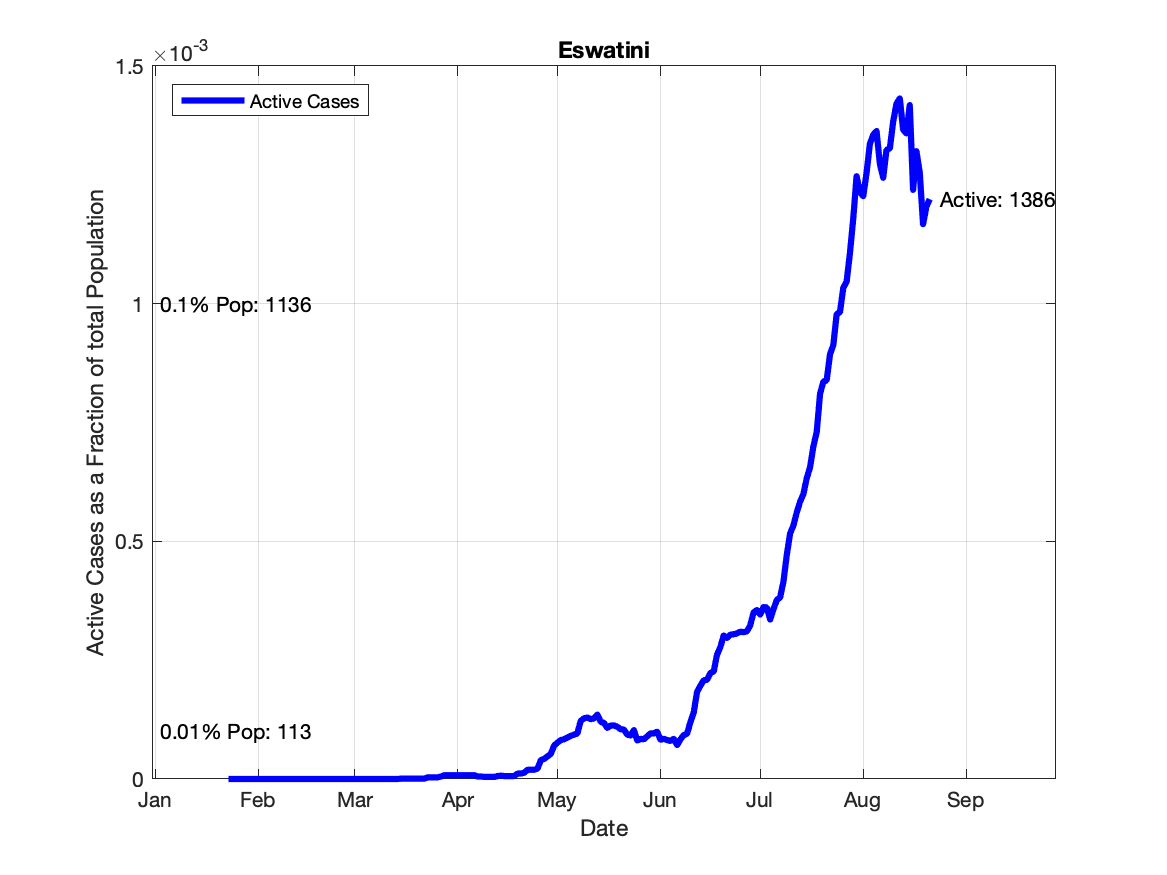 Eswatini
×10-3
1.5
Active Cases
Active: 1386
1
0.1% Pop: 1136
0.5
0.01% Pop: 113
0
Jan Feb Mar Apr May Jun Jul Aug Sep
Date
Active Cases as a Fraction of total Population